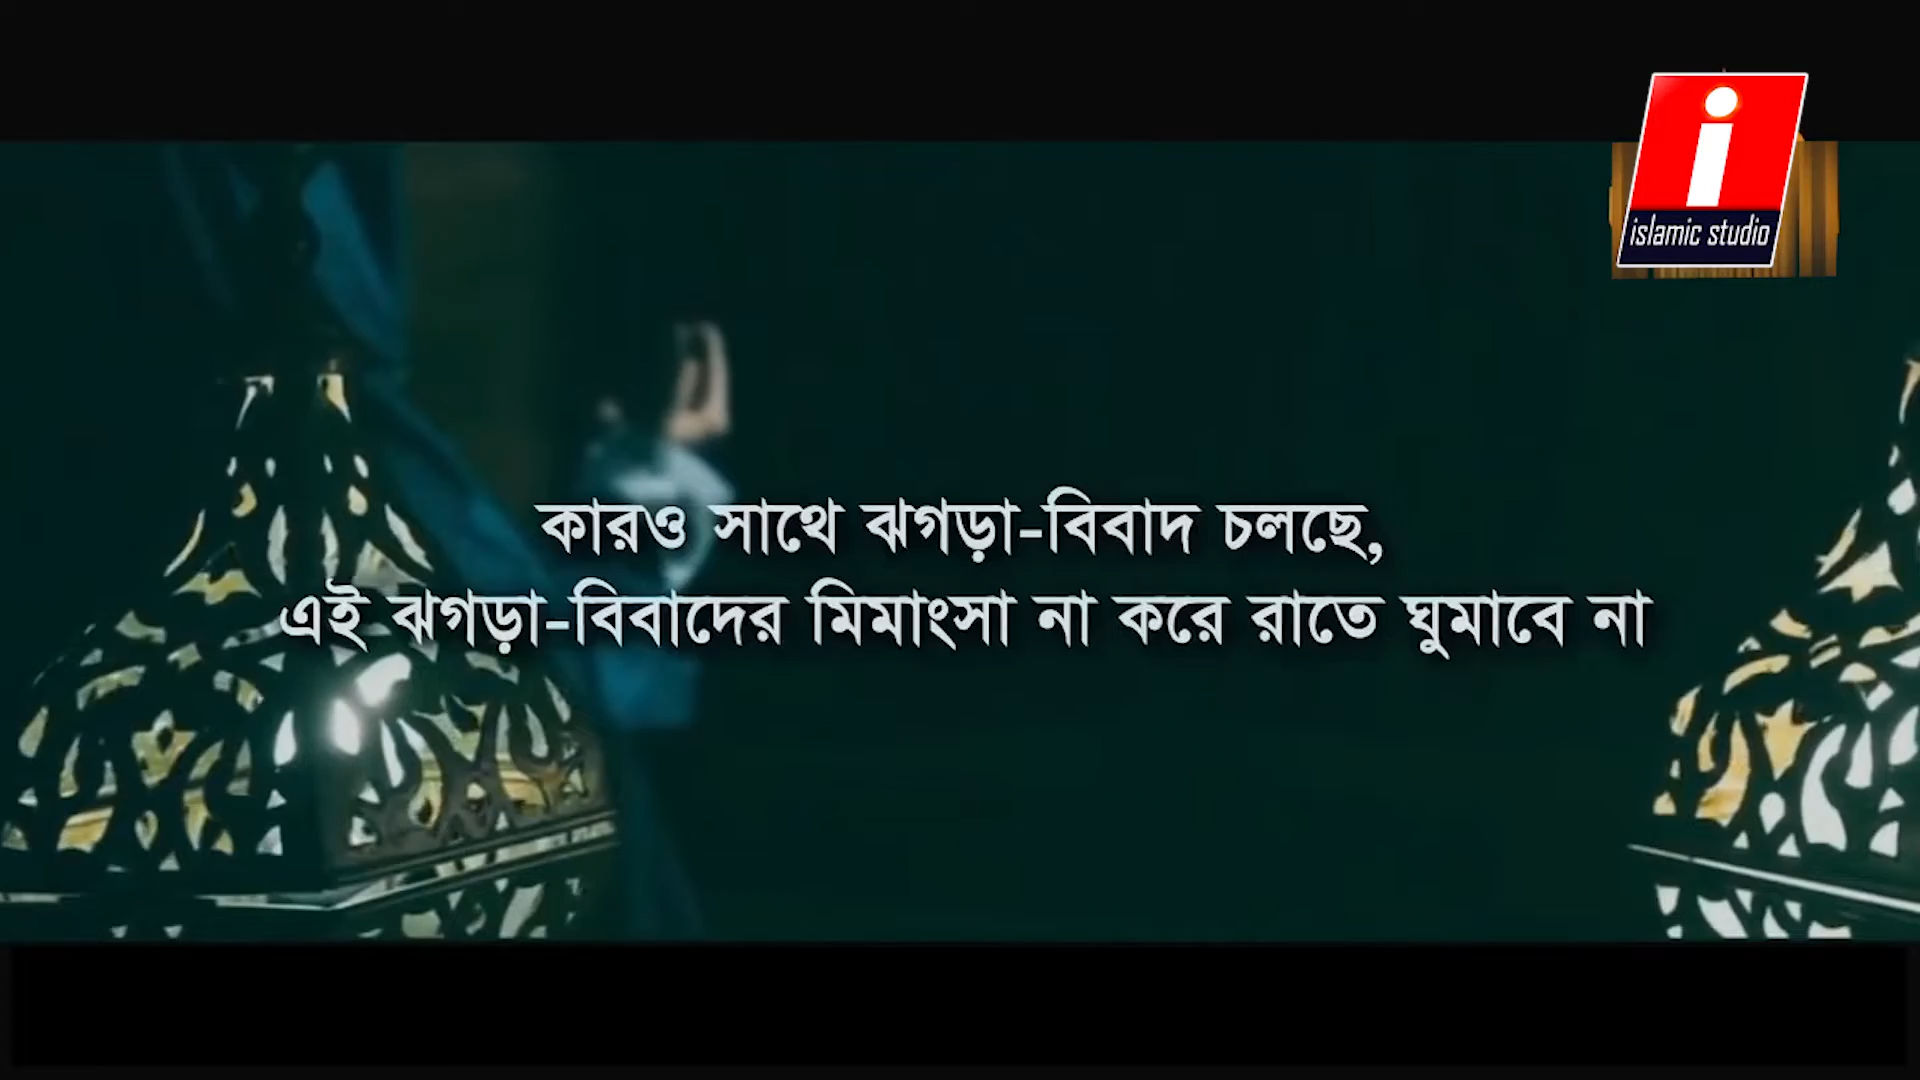 islamic studio
কারও সাথে ঝগড়া-বিবাদ চলছে,
এই ঝগড়া-বিবাদের মিমাংসা না করে রাতে ঘুমাবে না